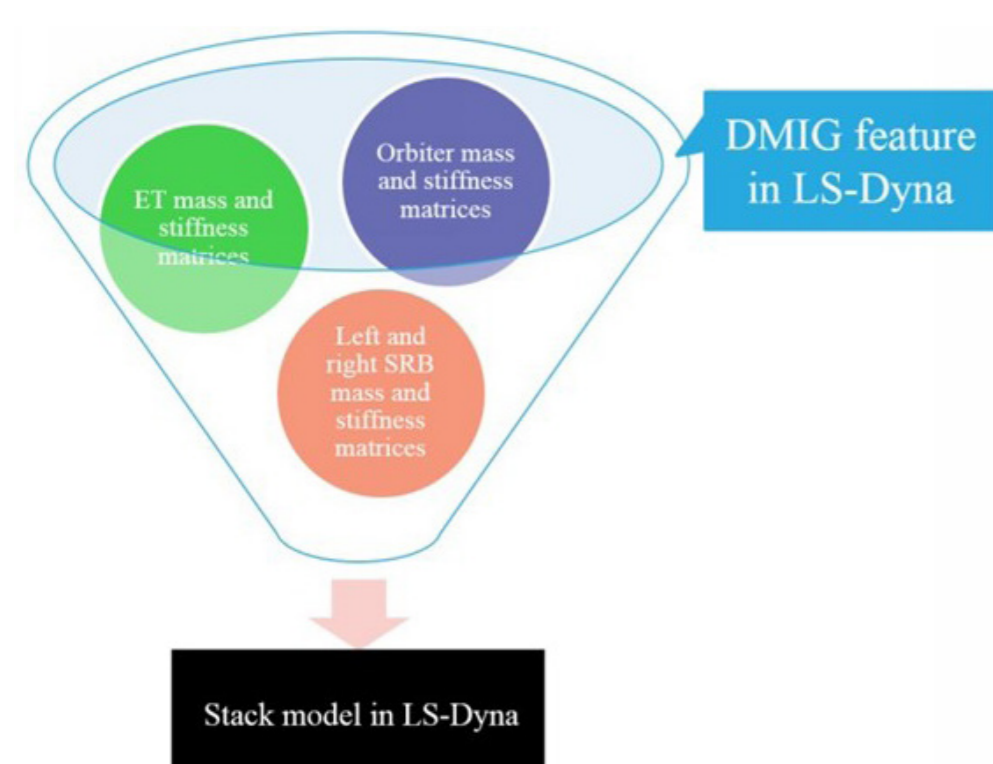 DMIG feature
in LS-Dyna
Orbiter mass
and stiffness
matrices
ET mass and
stiffness
matrices
Left and
right SRB
mass and
stiffness
matrices
Stack model in LS-Dyna